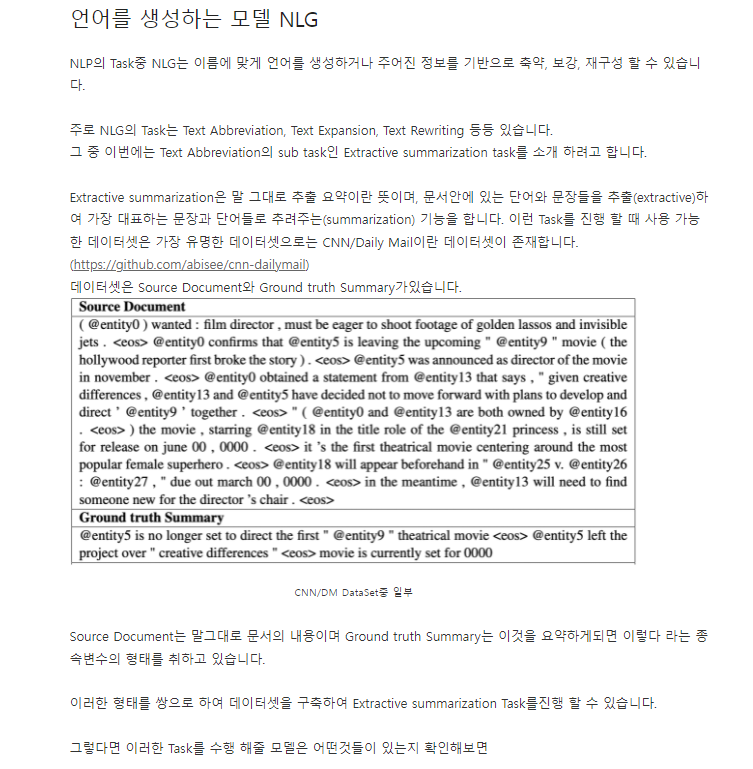 언어를 생성하는 모델 NLG
NLP의 Task중 NLG는 이름에 맞게 언어를 생성하거나 주어진 정보를 기반으로 축약, 보강, 재구성 할 수 있습니
다.
주로 NLG의 Task는 Text Abbreviation, Text Expansion, Text Rewriting 등등 있습니다.
그 중 이번에는 Text Abbreviation의 sub task인 Extractive summarization task를 소개 하려고 합니다.
Extractive summarization은 말 그대로 추출 요약이란 뜻이며, 문서안에 있는 단어와 문장들을 추출(extractive)하
여 가장 대표하는 문장과 단어들로 추려주는(summarization) 기능을 합니다. 이런 Task를 진행 할 때 사용 가능
한 데이터셋은 가장 유명한 데이터셋으로는 CNN/Daily Mail이란 데이터셋이 존재합니다.
(https://github.com/abisee/cnn-dailymail)
데이터셋은 Source Document와 Ground truth Summary가있습니다.
Source Document
( @entity0 ) wanted : film director , must be eager to shoot footage of golden lassos and invisible
jets . <eos> @entity0 confirms that @entity5 is leaving the upcoming " @entity9 " movie ( the
hollywood reporter first broke the story ) . <eos> @entity5 was announced as director of the movie
in november . <eos> @entity0 obtained a statement from @entity13 that says , " given creative
differences , @entity13 and @entity5 have decided not to move forward with plans to develop and
direct ' @entity9 ' together . <eos> " ( @entity0 and @entity13 are both owned by @entity16
. <eos> ) the movie , starring @entity18 in the title role of the @entity21 princess , is still set
for release on june 00 , 0000 . <eos> it 's the first theatrical movie centering around the most
popular female superhero . <eos> @entity18 will appear beforehand in " @entity25 v. @entity26
: @entity27 , " due out march 00 , 0000 . <eos> in the meantime , @entity13 will need to find
someone new for the director 's chair . <eos>
Ground truth Summary
@entity5 is no longer set to direct the first " @entity9 " theatrical movie <eos> @entity5 left the
project over " creative differences " <eos> movie is currently set for 0000
CNN/DM DataSet중 일부
Source Document는 말그대로 문서의 내용이며 Ground truth Summary는 이것을 요약하게되면 이렇다 라는 종
속변수의 형태를 취하고 있습니다.
이러한 형태를 쌍으로 하여 데이터셋을 구축하여 Extractive summarization Task를진행 할 수 있습니다.
그렇다면 이러한 Task를 수행 해줄 모델은 어떤것들이 있는지 확인해보면